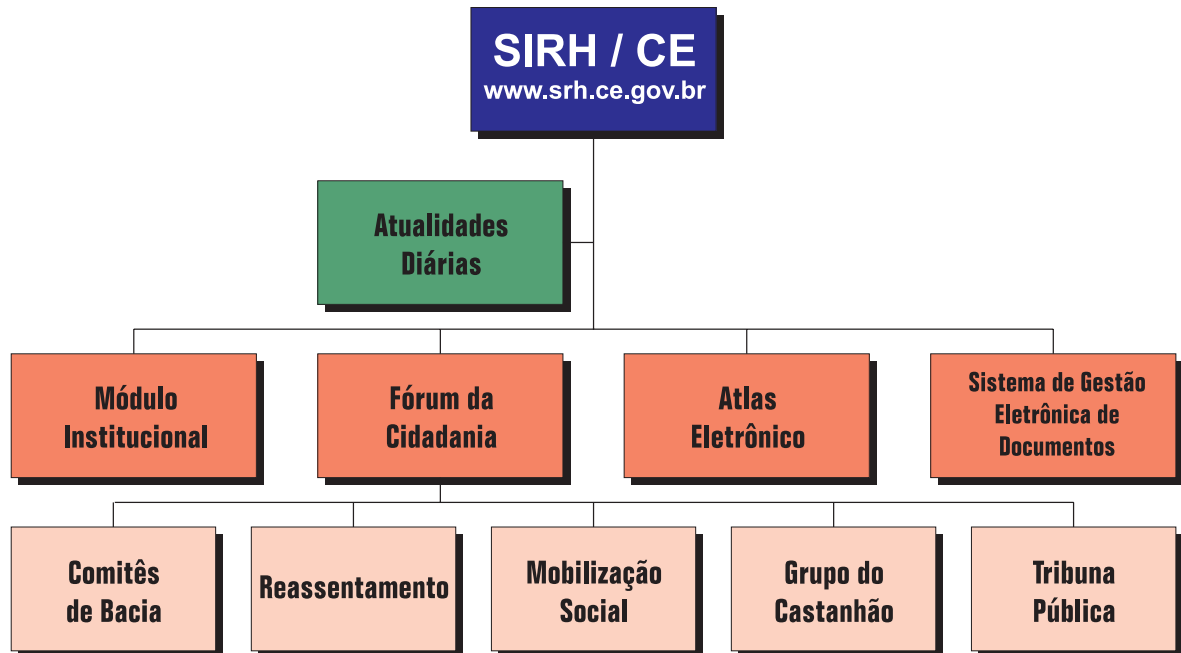 SIRH / CE
www.srh.ce.gov.br
Atualidades
Diárias
Módulo
Institucional
Fórum da
Cidadania
Atlas
Eletrônico
Sistema de Gestão
Eletrônica de
Documentos
Comitês
de Bacia
Reassentamento
Mobilização
Social
Grupo do
Castanhão
Tribuna
Pública